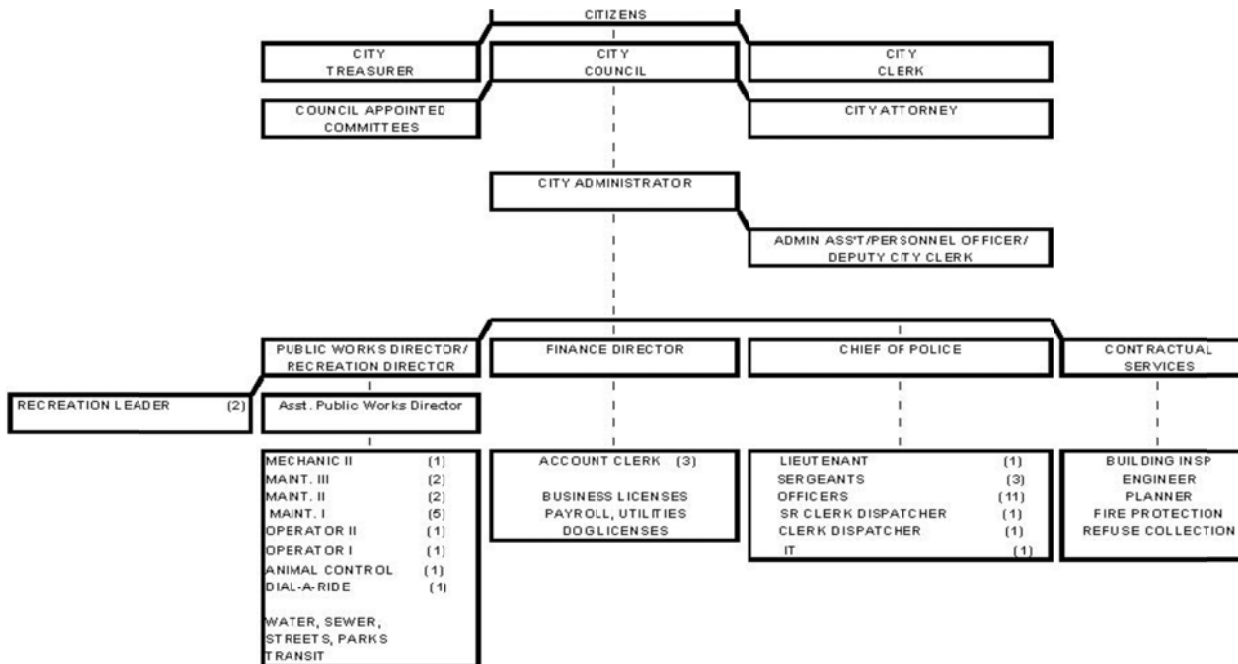 CITIZENS
CITY
TREASURER
CITY
COUNCIL
CITY
CLERK
COUNCIL APPOINTED
COMMITTEES
CITY ATTORNEY
CITY ADMINISTRATOR
ADMIN ASS'T/PERSONNEL OFFICER/
DEPUTY CTY CLERK
PUBLIC WORKS DIRECTOR/
RECREATION DIRECTOR
FINANCE DIRECTOR
CHIEF OF POLICE
CONTRACTUAL
SERVICES
RECREATION LEADER (2)
Asst. Public Works Director
MECHANIC II (1)
MAINT. III (2)
MANT. II (2)
MAINT. I (5)
OPERATOR II (1)
OPERATOR I (1)
ANIMAL CONTROL (1)
DIAL-A-RIDE (1)
WATER, SEWER,
STREETS, PARKS
TRANSIT
ACCOUNT CLERK (3)
BUSINESS LICENSES
PAYROLL, UTILITIES
DOGLICENSES
LIEUTENANT (1)
SERGEANTS (3)
OFFICERS (11)
SR CLERK DISPATCHER (1)
CLERK DISPATCHER (1)
IT (1)
BUILDING INSP
ENGINEER
PLANNER
FIRE PROTECTION
REFUSE COLLECTION